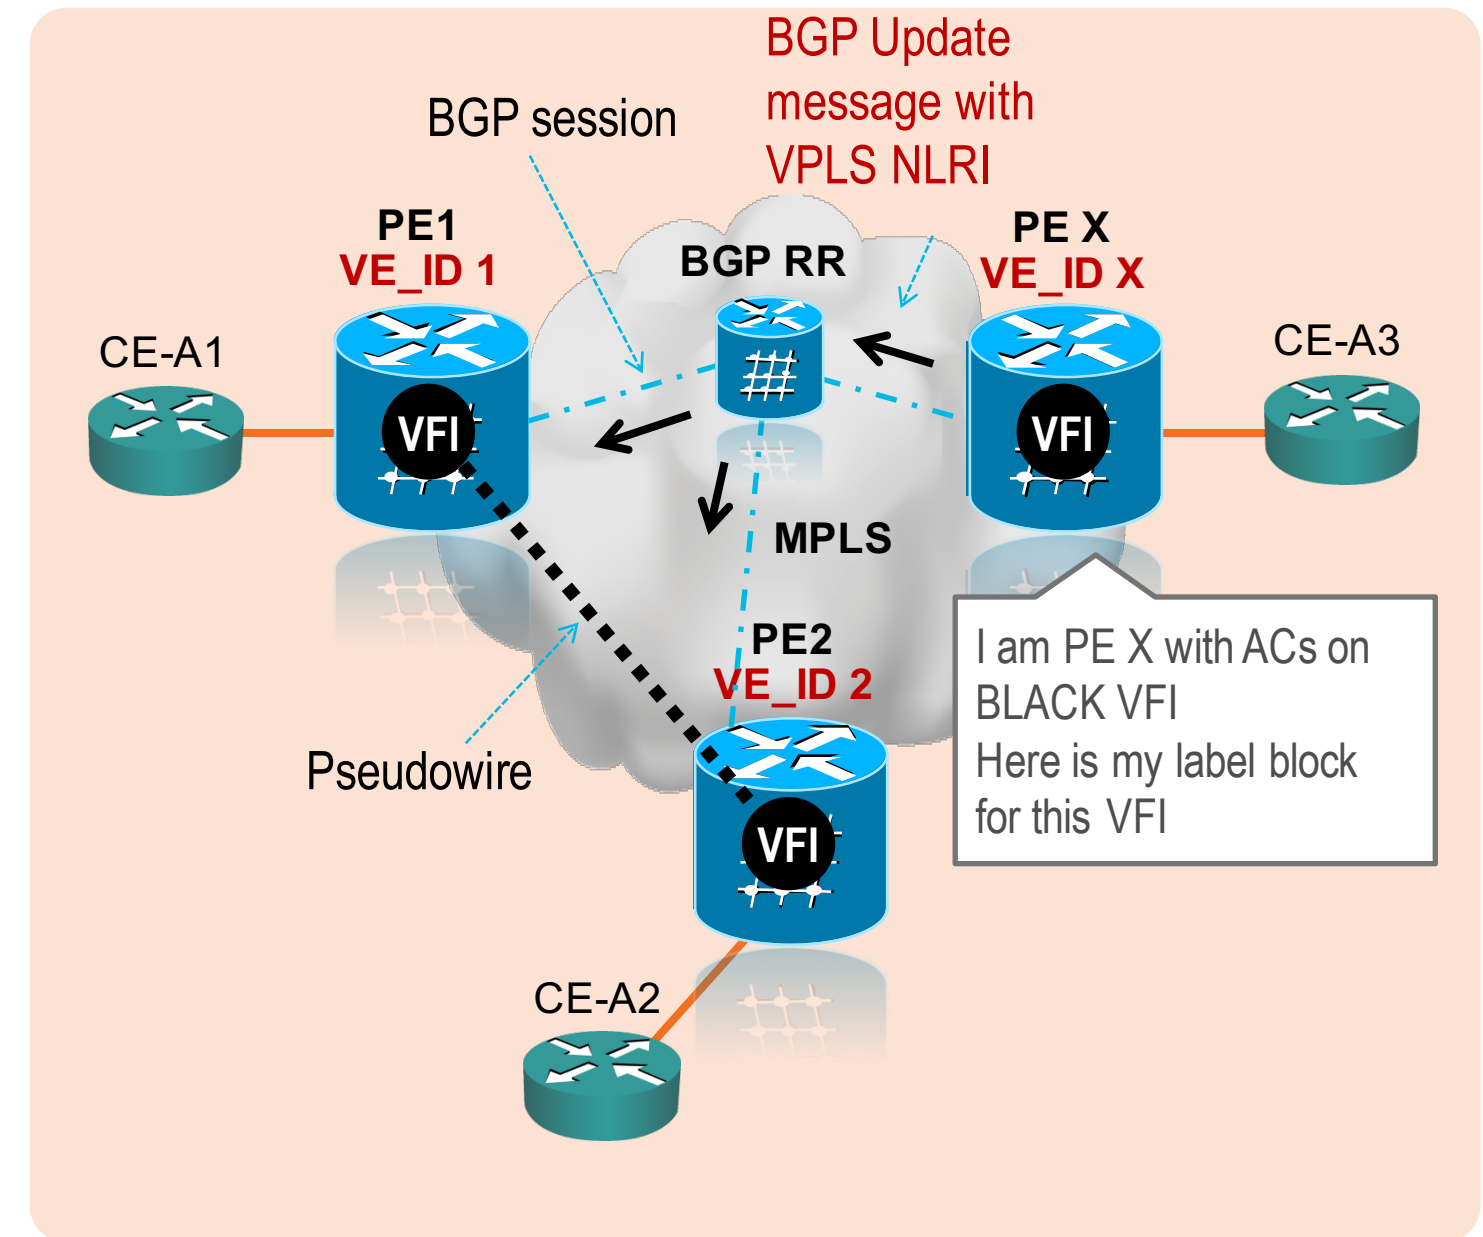 BGP Update
message with
VPLS NLRI
BGP session
PE1
VE_ID 1
BGP RR
PE X
VE_ID X
CE-A1
CE-A3
VFI
VFI
MPLS
PE2
VE_ID 2
I am PE X with ACs on
BLACK VFI
Here is my label block
for this VFI
Pseudowire
VFI
CE-A2